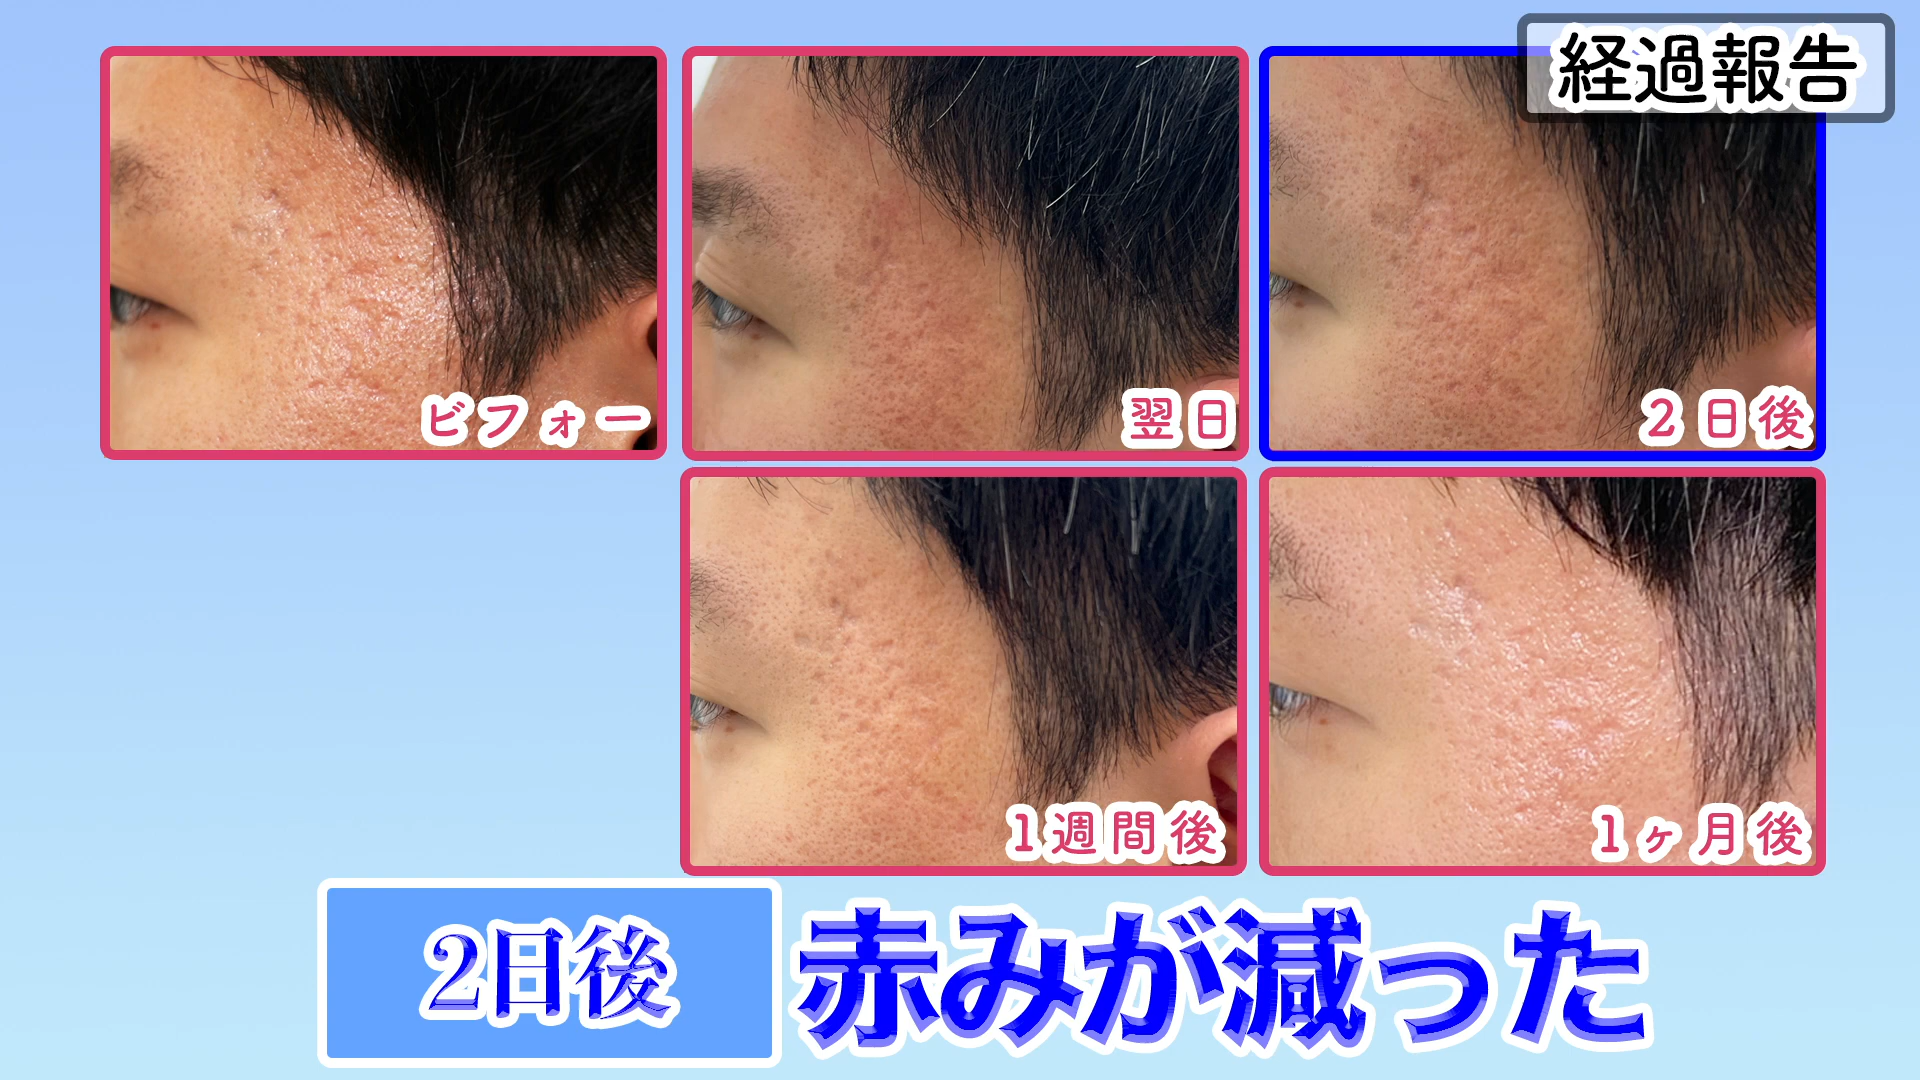 経過報告
ビフォー
翌日
2日後
1週間後
1ヶ月後
2日後
赤みが減った